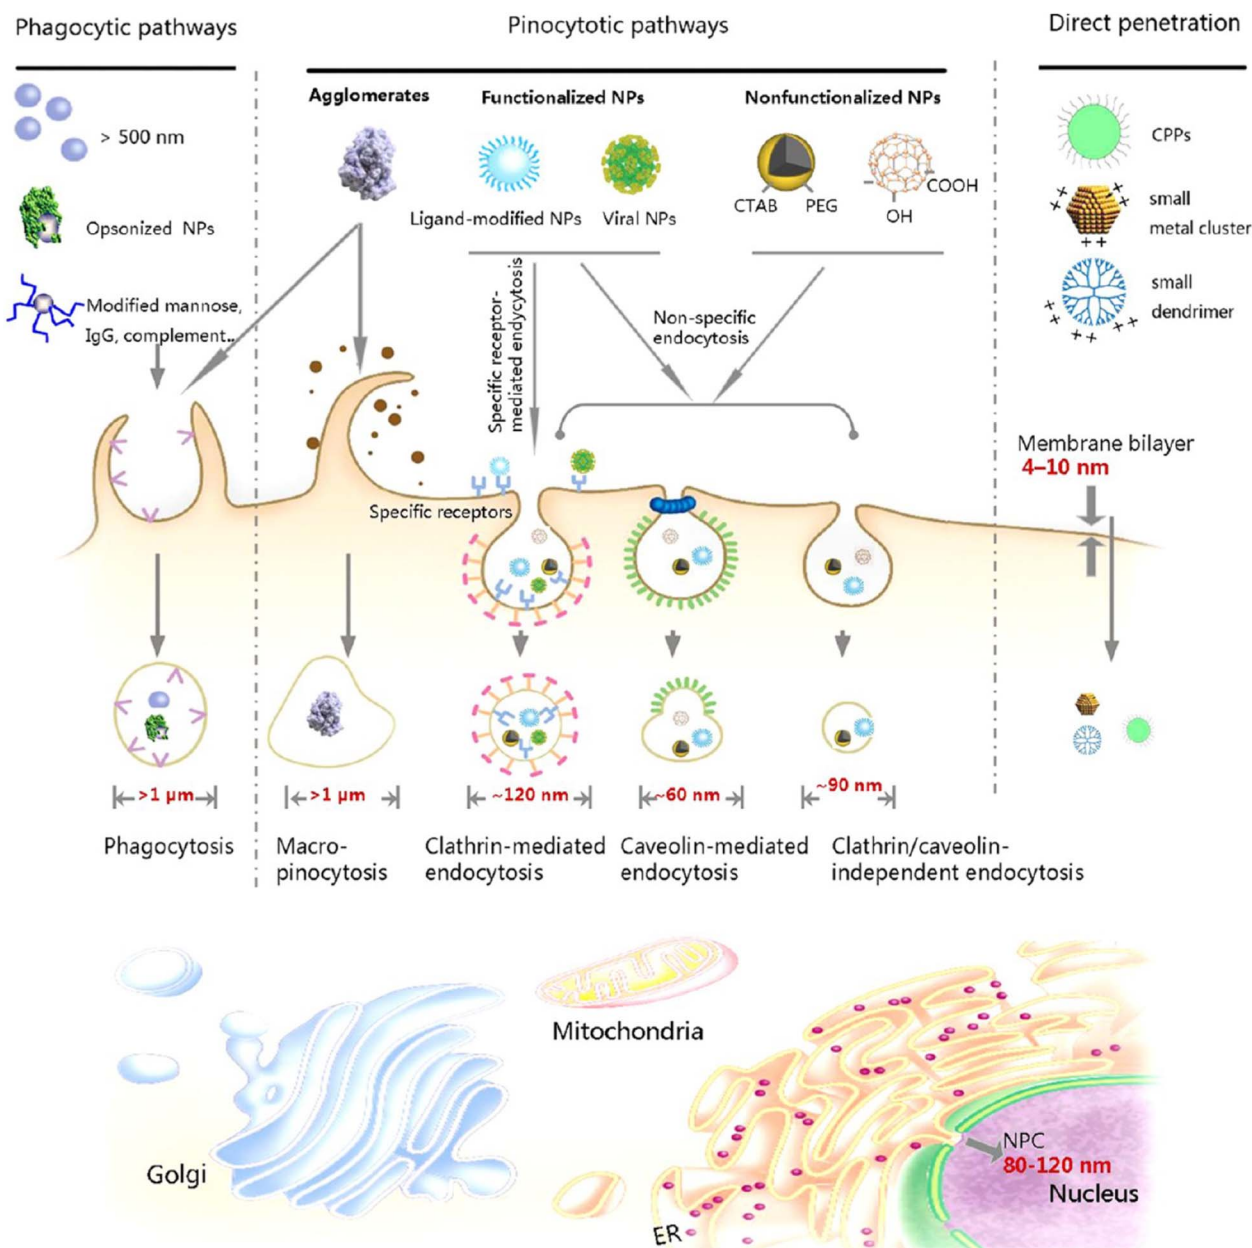 Phagocytic pathways
Pinocytotic pathways
Direct penetration
> 500 nm
Opsonized NPs
Modified mannose,
IgG, complement..
Agglomerates
Functionalized NPs
Nonfunctionalized NPs
Ligand-modified NPs
Viral NPs
CTAB
PEG
COOH
OH
CPPs
small
metal cluster
++
++
++
small
dendrimer
++
++
++
Specific receptor-
mediated endycytosis
Non-specific
endocytosis
Membrane bilayer
4–10 nm
Specific receptors
>1 μm
>1 μm
~120 nm
~60 nm
~90 nm
Phagocytosis
Macro-
pinocytosis
Clathrin-mediated
endocytosis
Caveolin-mediated
endocytosis
Clathrin/caveolin-
independent endocytosis
Mitochondria
Golgi
ER
NPC
80-120 nm
Nucleus